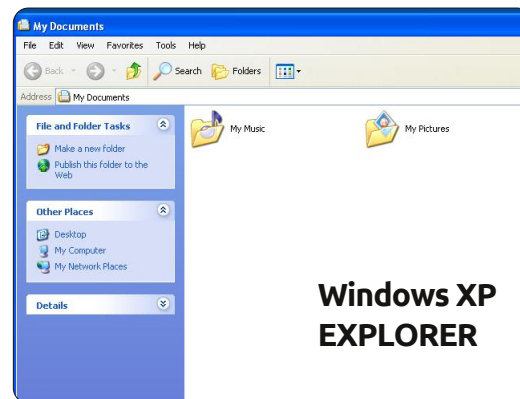 My Documents
File Edit View Favorites Tools Help
Back Search Folders
Address My Documents
File and Folder Tasks
Make a new folder
Publish this folder to the
Web
Other Places
Desktop
My Computer
My Network Places
Details
My Music
My Pictures
Windows XP
EXPLORER